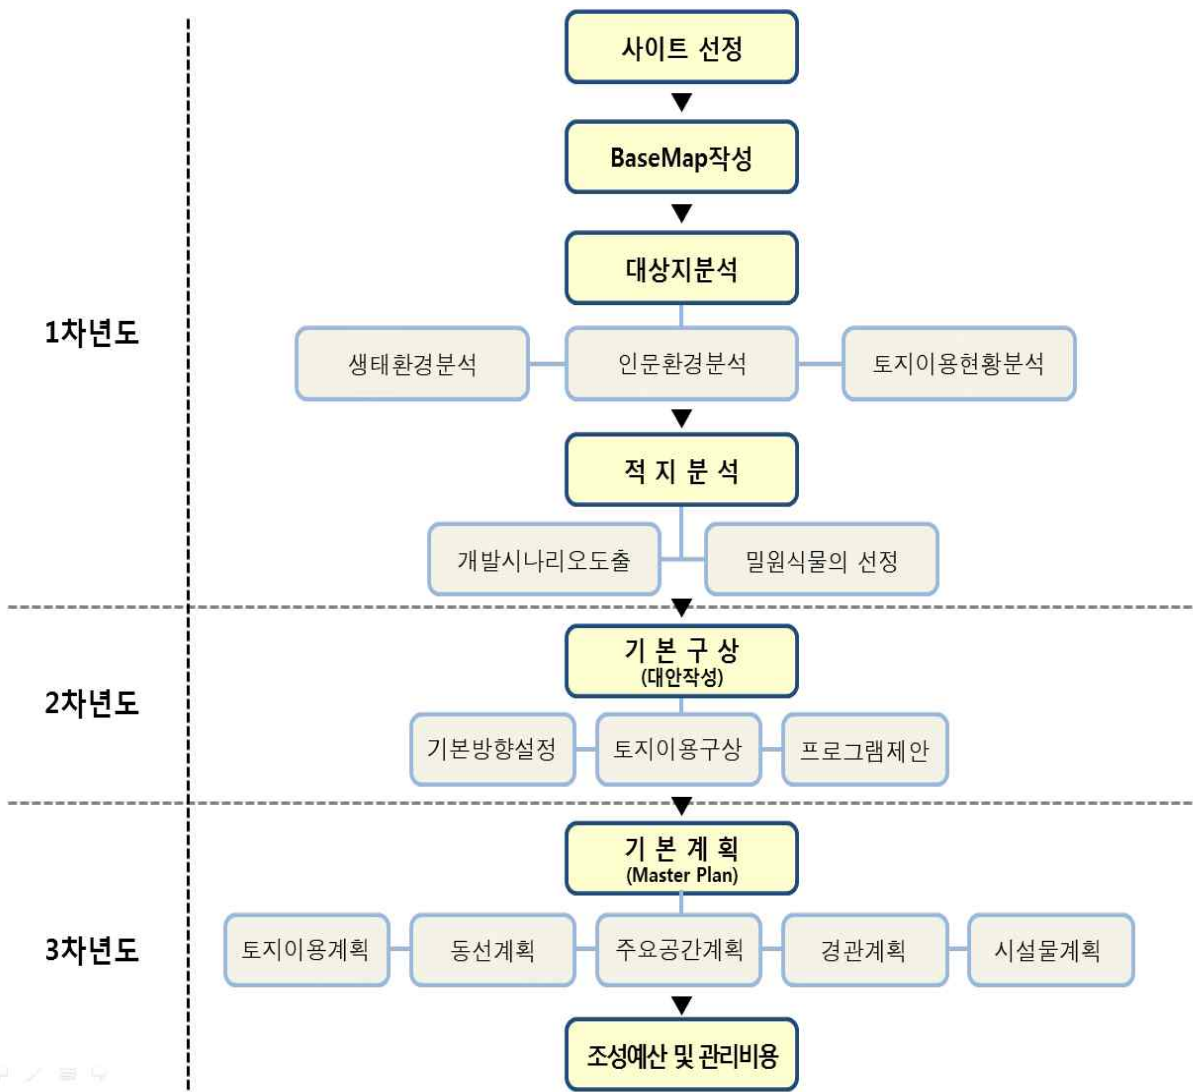 사이트 선정
BaseMap작성
대상지분석
1차년도
생태환경분석
인문환경분석
토지이용현황분석
적 지 분 석
개발시나리오도출
밀원식물의 선정
기 본 구 상
(대안작성)
2차년도
기본방향설정
토지이용구상
프로그램제안
기 본 계 획
(Master Plan)
3차년도
토지이용계획
동선계획
주요공간계획
경관계획
시설물계획
조성예산 및 관리비용